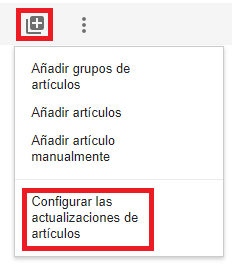 Añadir grupos de
artículos
Añadir artículos
Añadir artículo
manualmente
Configurar las
actualizaciones de
artículos